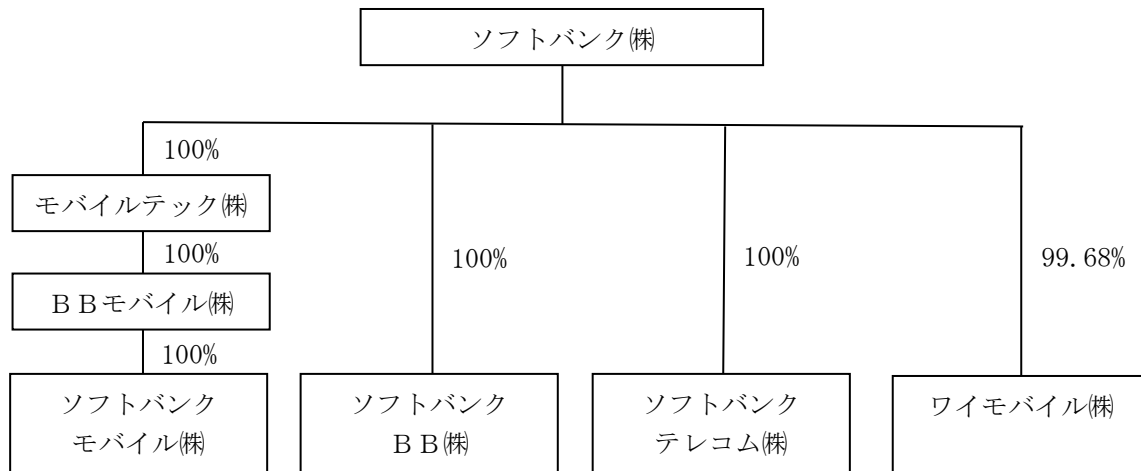 ソフトバンク㈱
100%
モバイルテック㈱
100%
ＢＢモバイル㈱
100%
ソフトバンク
モバイル㈱
100%
ソフトバンク
ＢＢ㈱
100%
ソフトバンク
テレコム㈱
99.68%
ワイモバイル㈱